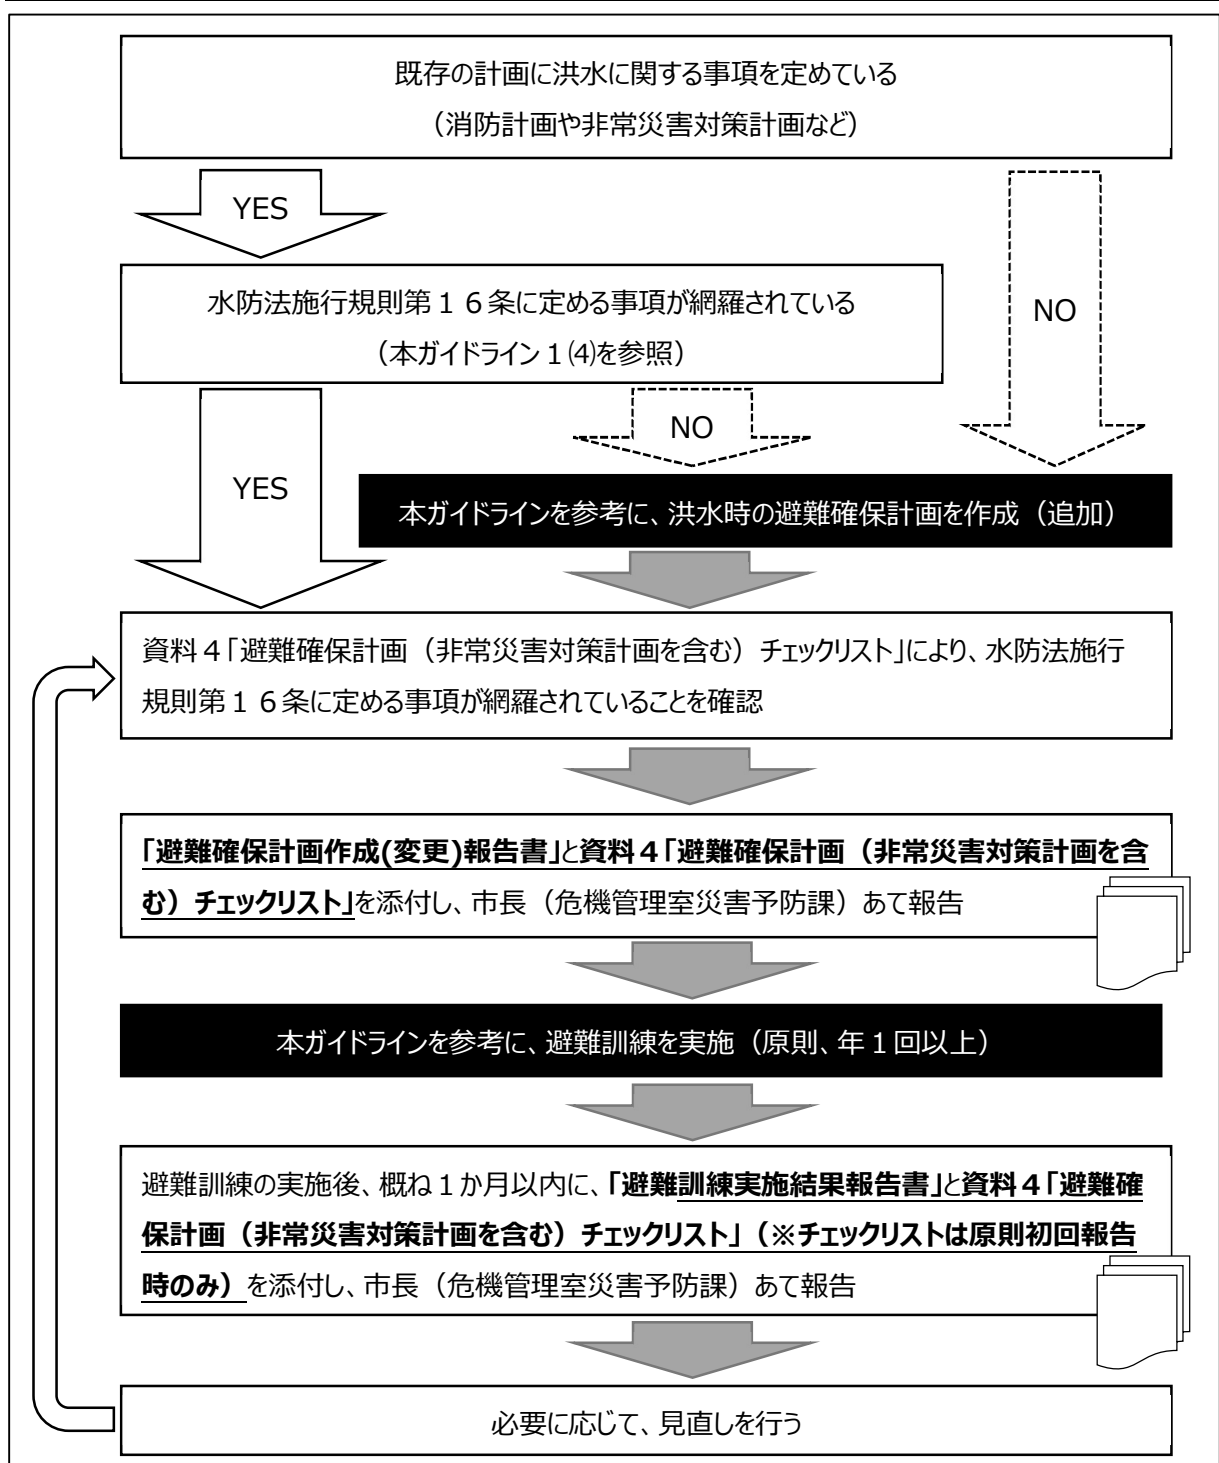 既存の計画に洪水に関する事項を定めている
（消防計画や非常災害対策計画など）
YES
NO
水防法施行規則第１６条に定める事項が網羅されている
（本ガイドライン１⑷を参照）
YES
NO
本ガイドラインを参考に、洪水時の避難確保計画を作成（追加）
資料４「避難確保計画（非常災害対策計画を含む）チェックリスト」により、水防法施行
規則第１６条に定める事項が網羅されていることを確認
「避難確保計画作成(変更)報告書」と資料４「避難確保計画（非常災害対策計画を含
む）チェックリスト」を添付し、市長（危機管理室災害予防課）あて報告
本ガイドラインを参考に、避難訓練を実施（原則、年１回以上）
避難訓練の実施後、概ね１か月以内に、「避難訓練実施結果報告書」と資料４「避難確
保計画（非常災害対策計画を含む）チェックリスト」（※チェックリストは原則初回報告
時のみ）を添付し、市長（危機管理室災害予防課）あて報告
必要に応じて、見直しを行う